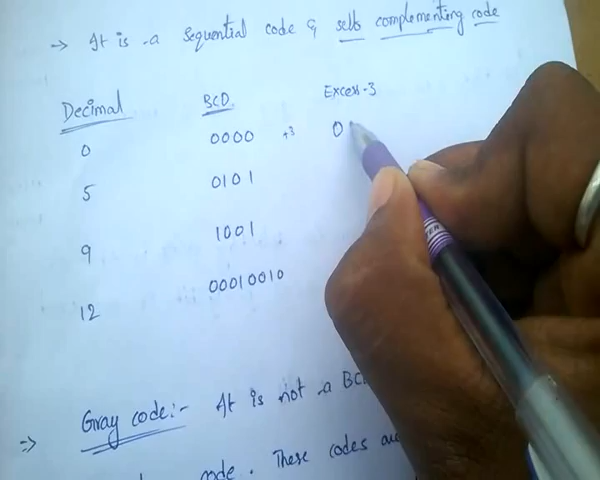 -> It is a sequential code & self complementing code
Decimal BCD Excess-3
0 0000 +3 0
5 0101
9 1001
12 00010010
=> Gray code:- It is not a BC
code. These codes are